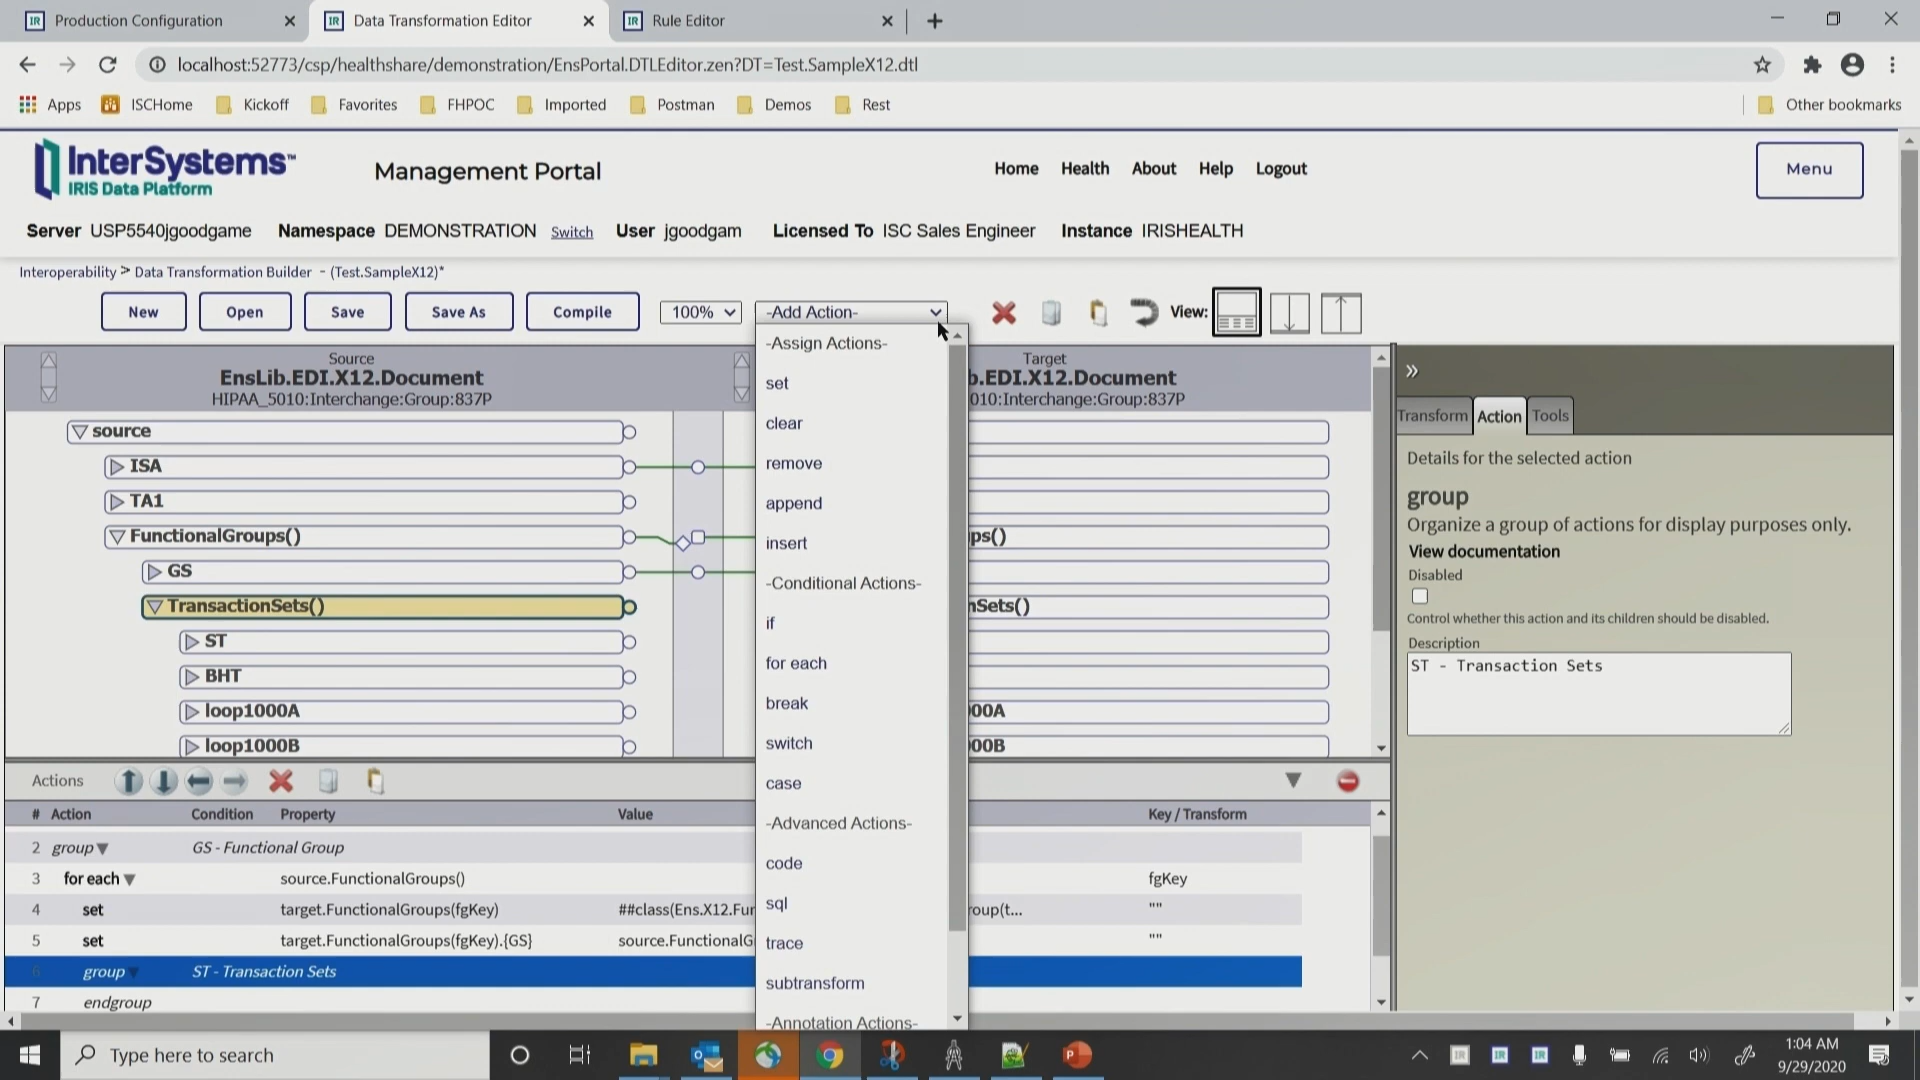 Production Configuration
Data Transformation Editor
Rule Editor
localhost:52773/csp/healthshare/demonstration/EnsPortal.DTLEditor.zen?DT=Test.SampleX12.dtl
Apps ISCHome Kickoff Favorites FHPOC Imported Postman Demos Rest Other bookmarks
InterSystems™
IRIS Data Platform
Management Portal
Home Health About Help Logout
Menu
Server USP5540jgoodgame Namespace DEMONSTRATION Switch User jgoodgam Licensed To ISC Sales Engineer Instance IRISHEALTH
Interoperability > Data Transformation Builder - (Test.SampleX12)*
New Open Save Save As Compile 100% -Add Action- View:
-Assign Actions-
set
clear
remove
append
insert
-Conditional Actions-
if
for each
break
switch
case
-Advanced Actions-
code
sql
trace
subtransform
-Annotation Actions-
Source
EnsLib.EDI.X12.Document
HIPAA_5010:Interchange:Group:837P
source
ISA
TA1
FunctionalGroups()
GS
TransactionSets()
ST
BHT
loop1000A
loop1000B
Target
b.EDI.X12.Document
010:Interchange:Group:837P
ps()
nSets()
00A
00B
»
Transform Action Tools
Details for the selected action
group
Organize a group of actions for display purposes only.
View documentation
Disabled
Control whether this action and its children should be disabled.
Description
ST - Transaction Sets
Actions
# Action Condition Property Value Key / Transform
2 group GS - Functional Group
3 for each source.FunctionalGroups() fgKey
4 set target.FunctionalGroups(fgKey) ##class(Ens.X12.Fur roup(t... ""
5 set target.FunctionalGroups(fgKey).{GS} source.FunctionalG ""
6 group ST - Transaction Sets
7 endgroup
Type here to search
1:04 AM
9/29/2020